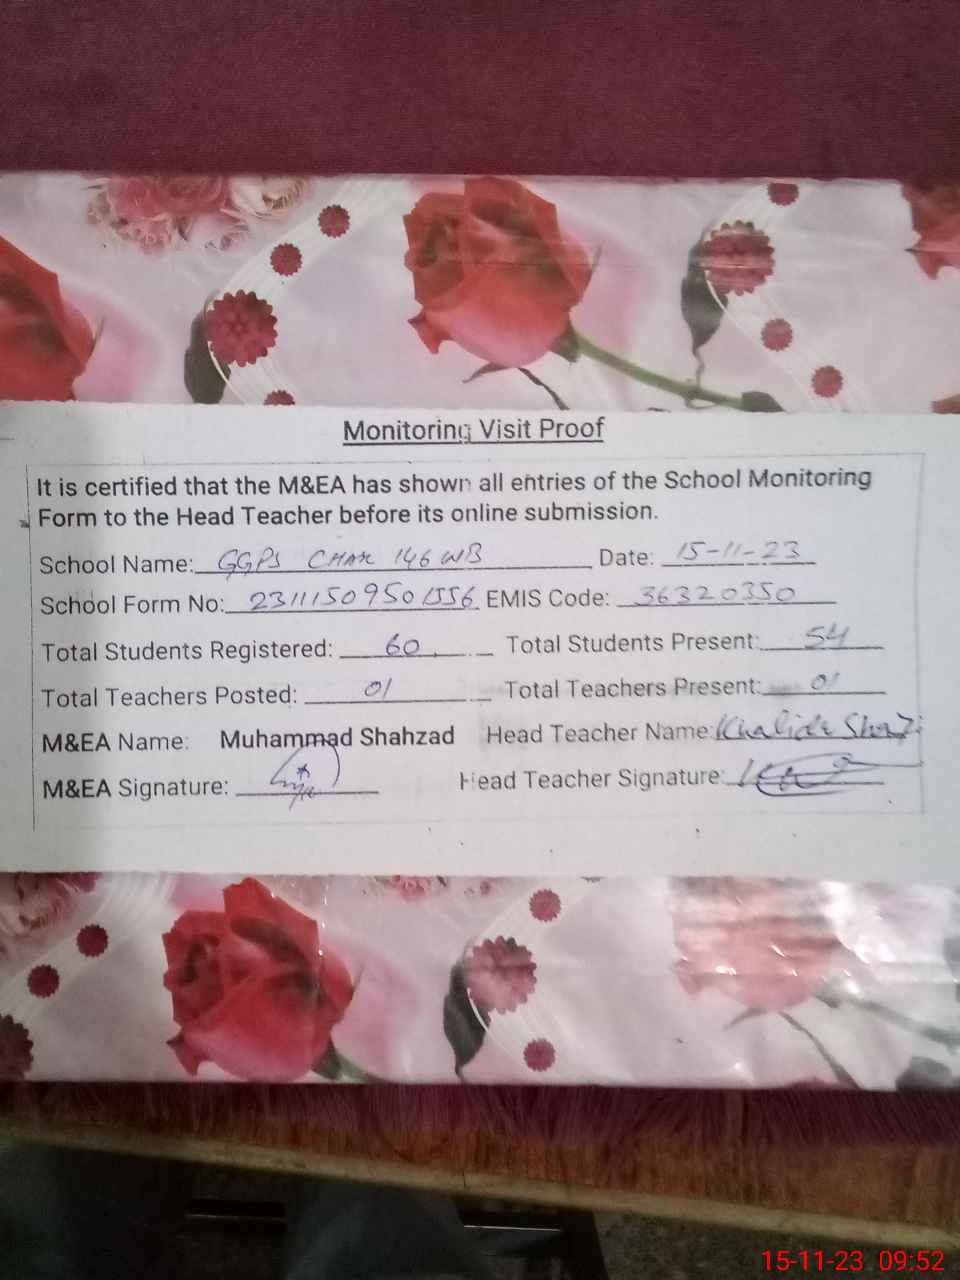 Monitoring Visit Proof
It is certified that the M&EA has shown all entries of the School Monitoring
Form to the Head Teacher before its online submission.
School Name: GGPS CHAK 146 WB Date: 15-11-23
School Form No: 23111509501556 EMIS Code: 36320350
Total Students Registered: 60 Total Students Present: 54
Total Teachers Posted: 01 Total Teachers Present: 01
M&EA Name: Muhammad Shahzad Head Teacher Name: Khalida
M&EA Signature: Head Teacher Signature:
15-11-23 09:52